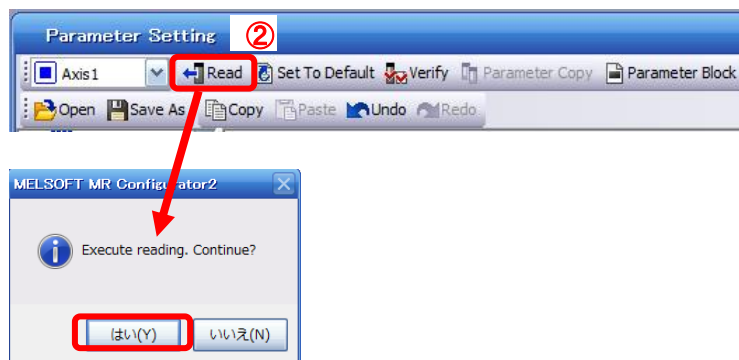 Parameter Setting ②
Axis1 Read Set To Default Verify Parameter Copy Parameter Block
Open Save As Copy Paste Undo Redo
MELSOFT MR Configurator2
Execute reading. Continue?
はい(Y) いいえ(N)